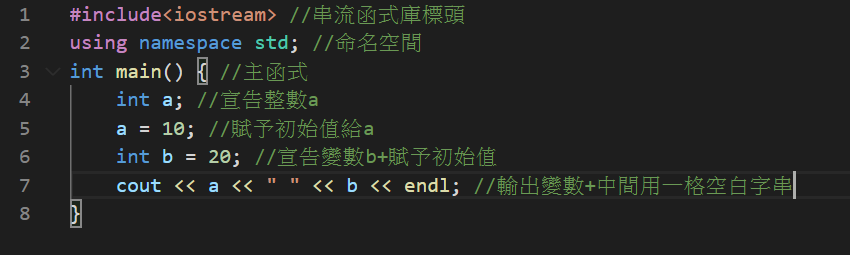 1 #include<iostream> //串流函式庫標頭
2 using namespace std; //命名空間
3 int main() { //主函式
4 int a; //宣告整數a
5 a = 10; //賦予初始值給a
6 int b = 20; //宣告變數b+賦予初始值
7 cout << a << " " << b << endl; //輸出變數+中間用一格空白字串
8 }